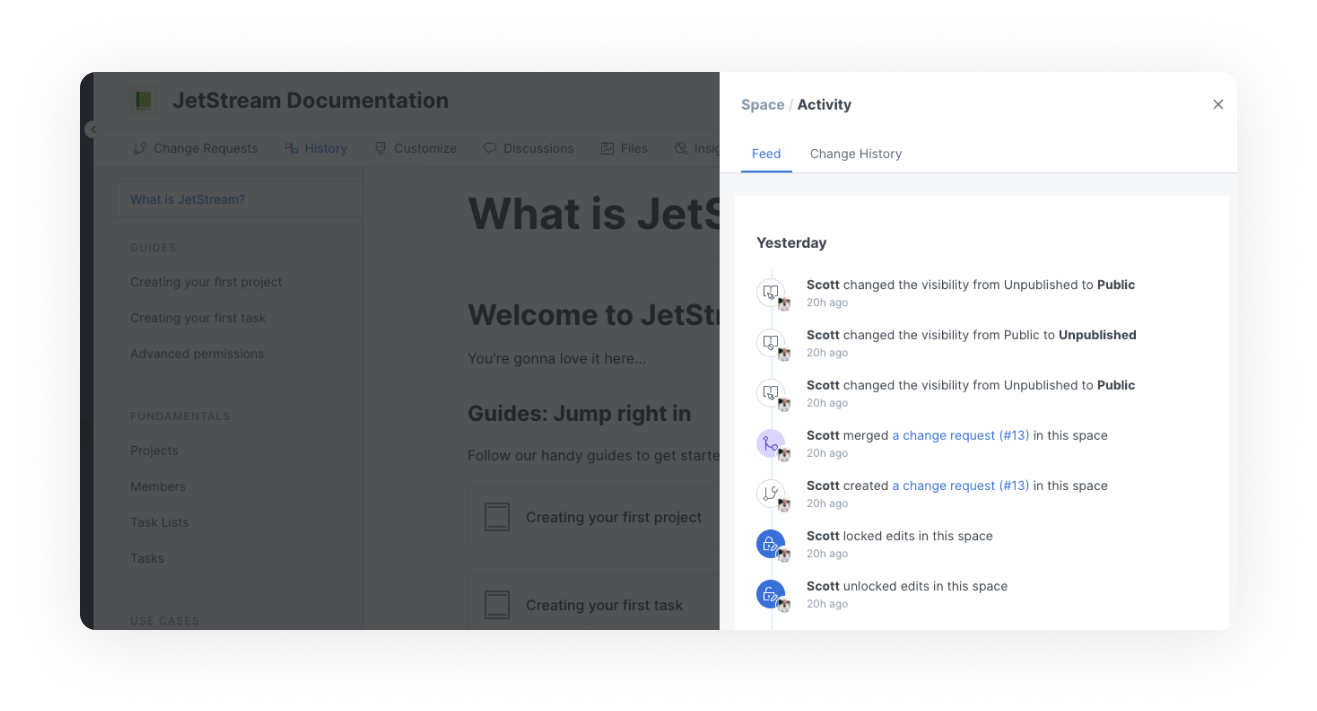 JetStream Documentation
Change Requests
History
Customize
Discussions
Files
What is JetStream?
GUIDES
Creating your first project
Creating your first task
Advanced permissions
FUNDAMENTALS
Projects
Members
Task Lists
Tasks
USE CASES
What is JetS
Welcome to JetStr
You're gonna love it here...
Guides: Jump right in
Follow our handy guides to get starte
Creating your first project
Creating your first task
Space / Activity
Feed
Change History
Yesterday
Scott changed the visibility from Unpublished to Public
20h ago
Scott changed the visibility from Public to Unpublished
20h ago
Scott changed the visibility from Unpublished to Public
20h ago
Scott merged a change request (#13) in this space
20h ago
Scott created a change request (#13) in this space
20h ago
Scott locked edits in this space
20h ago
Scott unlocked edits in this space
20h ago